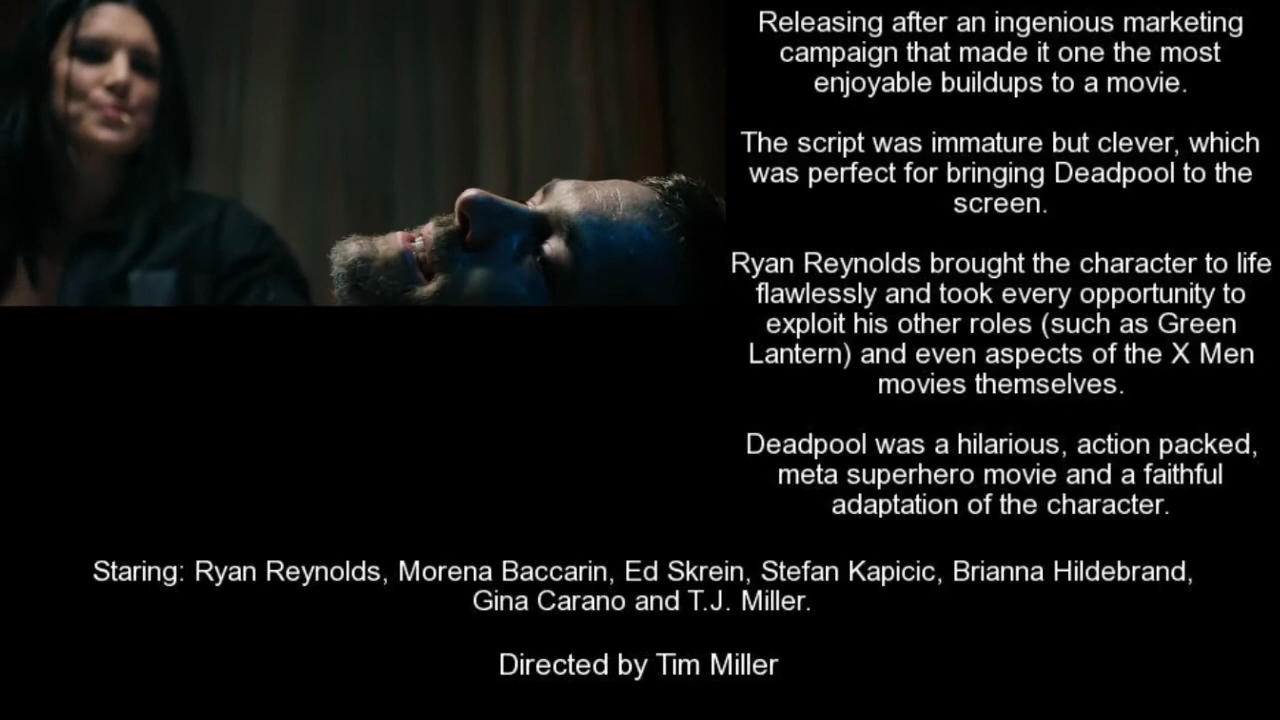 Releasing after an ingenious marketing
campaign that made it one the most
enjoyable buildups to a movie.
The script was immature but clever, which
was perfect for bringing Deadpool to the
screen.
Ryan Reynolds brought the character to life
flawlessly and took every opportunity to
exploit his other roles (such as Green
Lantern) and even aspects of the X Men
movies themselves.
Deadpool was a hilarious, action packed,
meta superhero movie and a faithful
adaptation of the character.
Staring: Ryan Reynolds, Morena Baccarin, Ed Skrein, Stefan Kapicic, Brianna Hildebrand,
Gina Carano and T.J. Miller.
Directed by Tim Miller